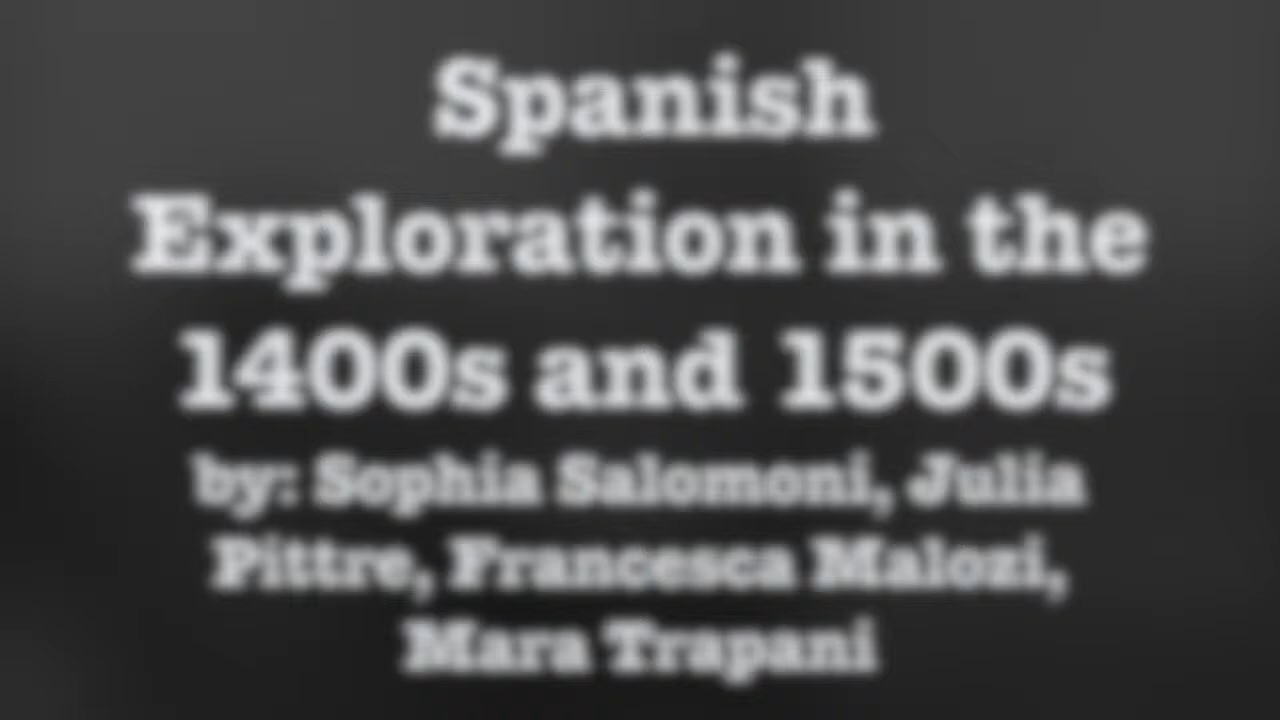 Spanish
Exploration in the
1400s and 1500s
by: Sophia Salomoni, Julia
Pittre, Francesca Malozi,
Mara Trapani